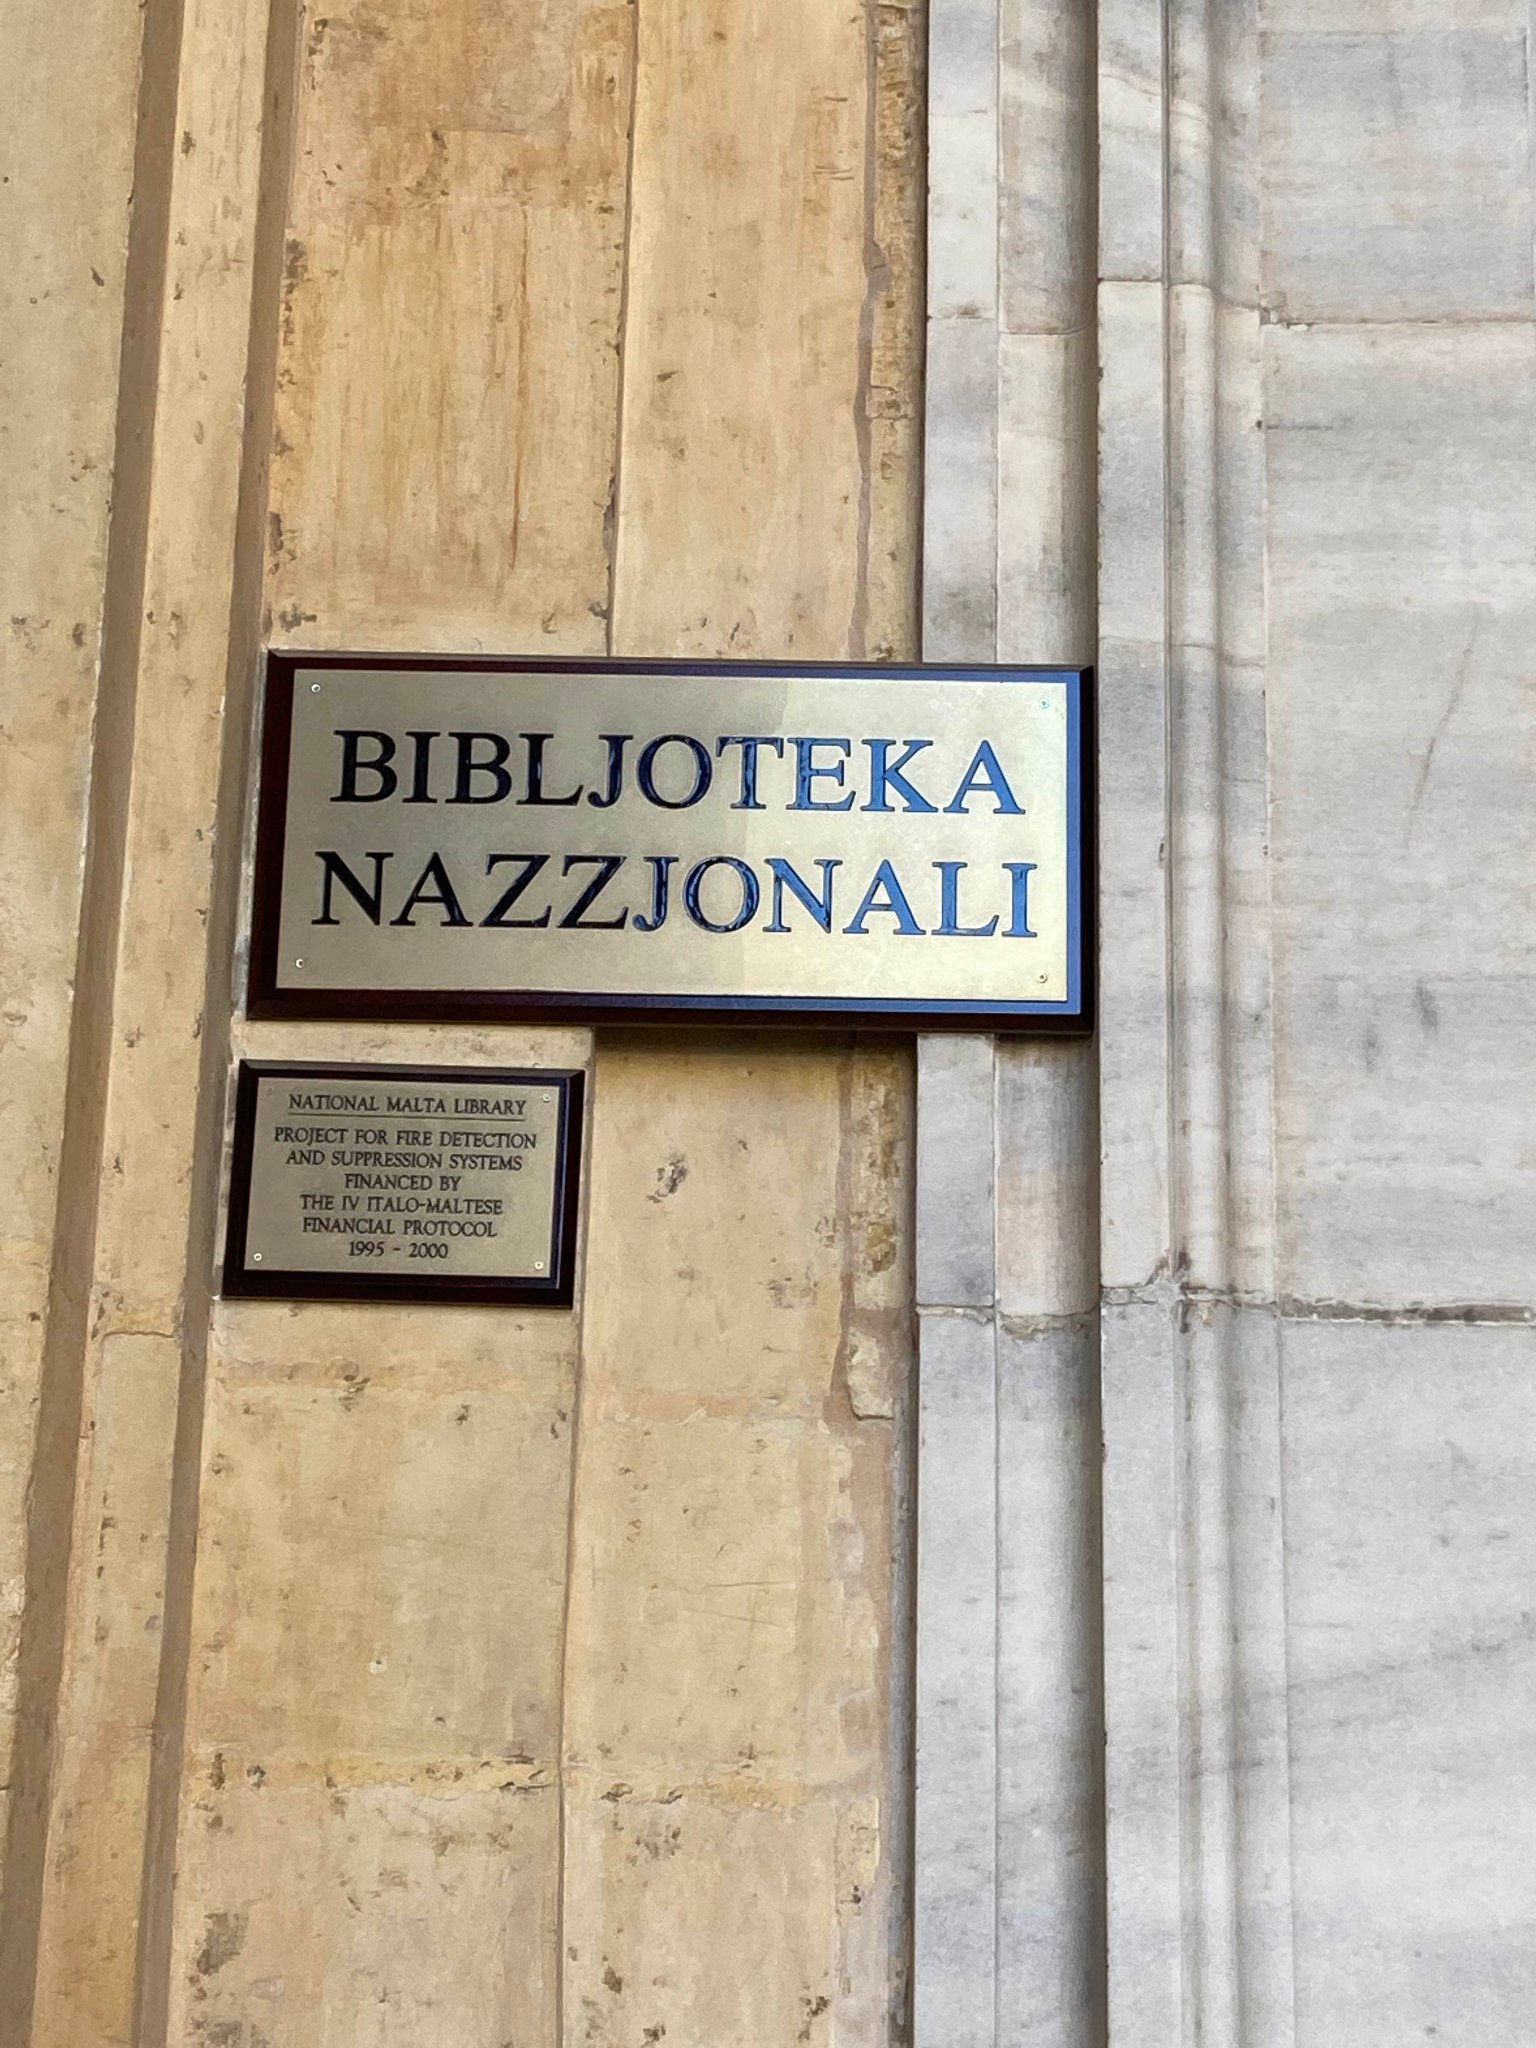 BIBLJOTEKA
NAZZJONALI
NATIONAL MALTA LIBRARY
PROJECT FOR FIRE DETECTION
AND SUPPRESSION SYSTEMS
FINANCED BY
THE IV ITALO-MALTESE
FINANCIAL PROTOCOL
1995 - 2000